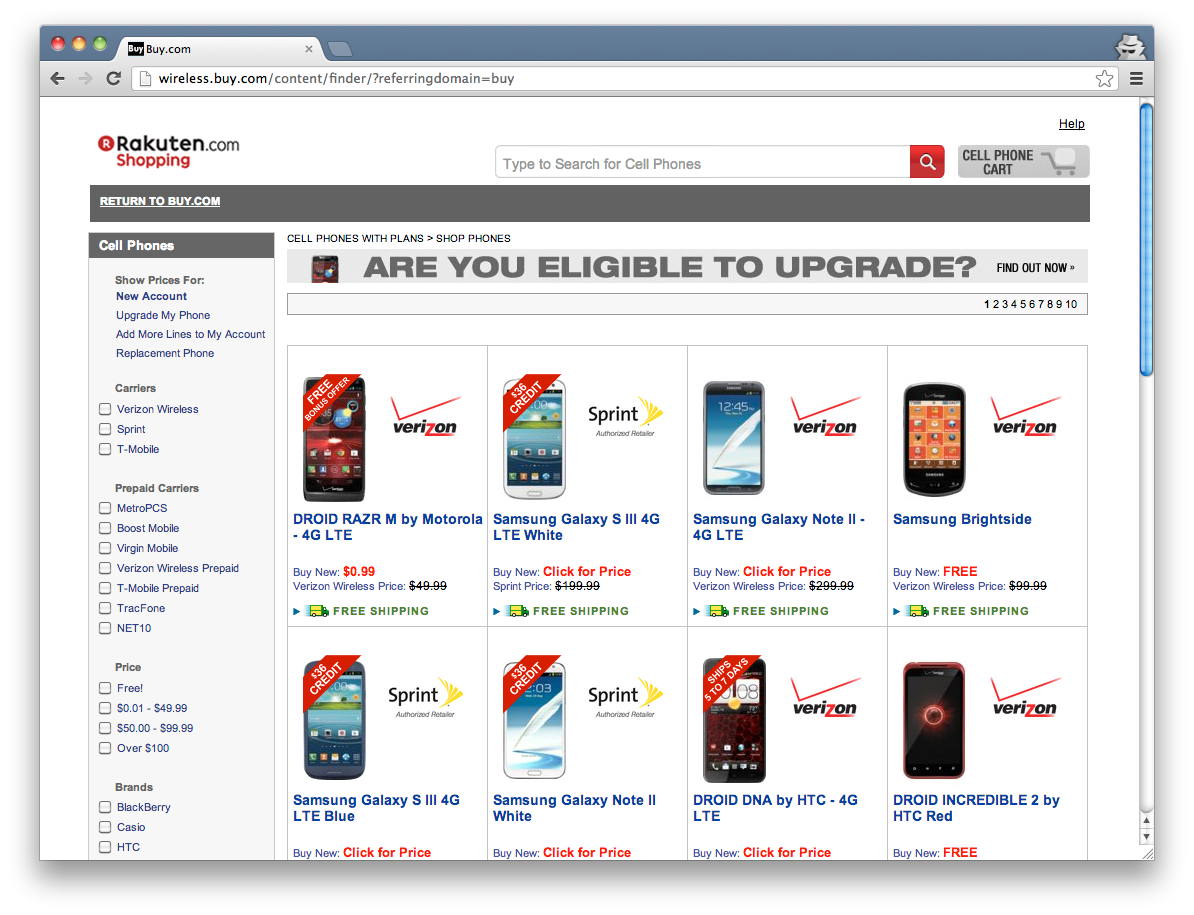 Buy Buy.com
wireless.buy.com/content/finder/?referringdomain=buy
Help
R Rakuten.com
Shopping
Type to Search for Cell Phones
CELL PHONE
CART
RETURN TO BUY.COM
Cell Phones
Show Prices For:
New Account
Upgrade My Phone
Add More Lines to My Account
Replacement Phone
Carriers
Verizon Wireless
Sprint
T-Mobile
Prepaid Carriers
MetroPCS
Boost Mobile
Virgin Mobile
Verizon Wireless Prepaid
T-Mobile Prepaid
TracFone
NET10
Price
Free!
$0.01 - $49.99
$50.00 - $99.99
Over $100
Brands
BlackBerry
Casio
HTC
CELL PHONES WITH PLANS > SHOP PHONES
ARE YOU ELIGIBLE TO UPGRADE? FIND OUT NOW »
1 2 3 4 5 6 7 8 9 10
FREE
BONUS OFFER
verizon
DROID RAZR M by Motorola
- 4G LTE
Buy New: $0.99
Verizon Wireless Price: $49.99
FREE SHIPPING
$36
CREDIT
Sprint
Authorized Retailer
Samsung Galaxy S III 4G
LTE White
Buy New: Click for Price
Sprint Price: $199.99
FREE SHIPPING
12:45
verizon
Samsung Galaxy Note II -
4G LTE
Buy New: Click for Price
Verizon Wireless Price: $299.99
FREE SHIPPING
verizon
Samsung Brightside
Buy New: FREE
Verizon Wireless Price: $99.99
FREE SHIPPING
$36
CREDIT
Sprint
Authorized Retailer
Samsung Galaxy S III 4G
LTE Blue
Buy New: Click for Price
$36
CREDIT
Sprint
Authorized Retailer
Samsung Galaxy Note II
White
Buy New: Click for Price
SHIPS
5 TO 7 DAYS
verizon
DROID DNA by HTC - 4G
LTE
Buy New: Click for Price
verizon
DROID INCREDIBLE 2 by
HTC Red
Buy New: FREE